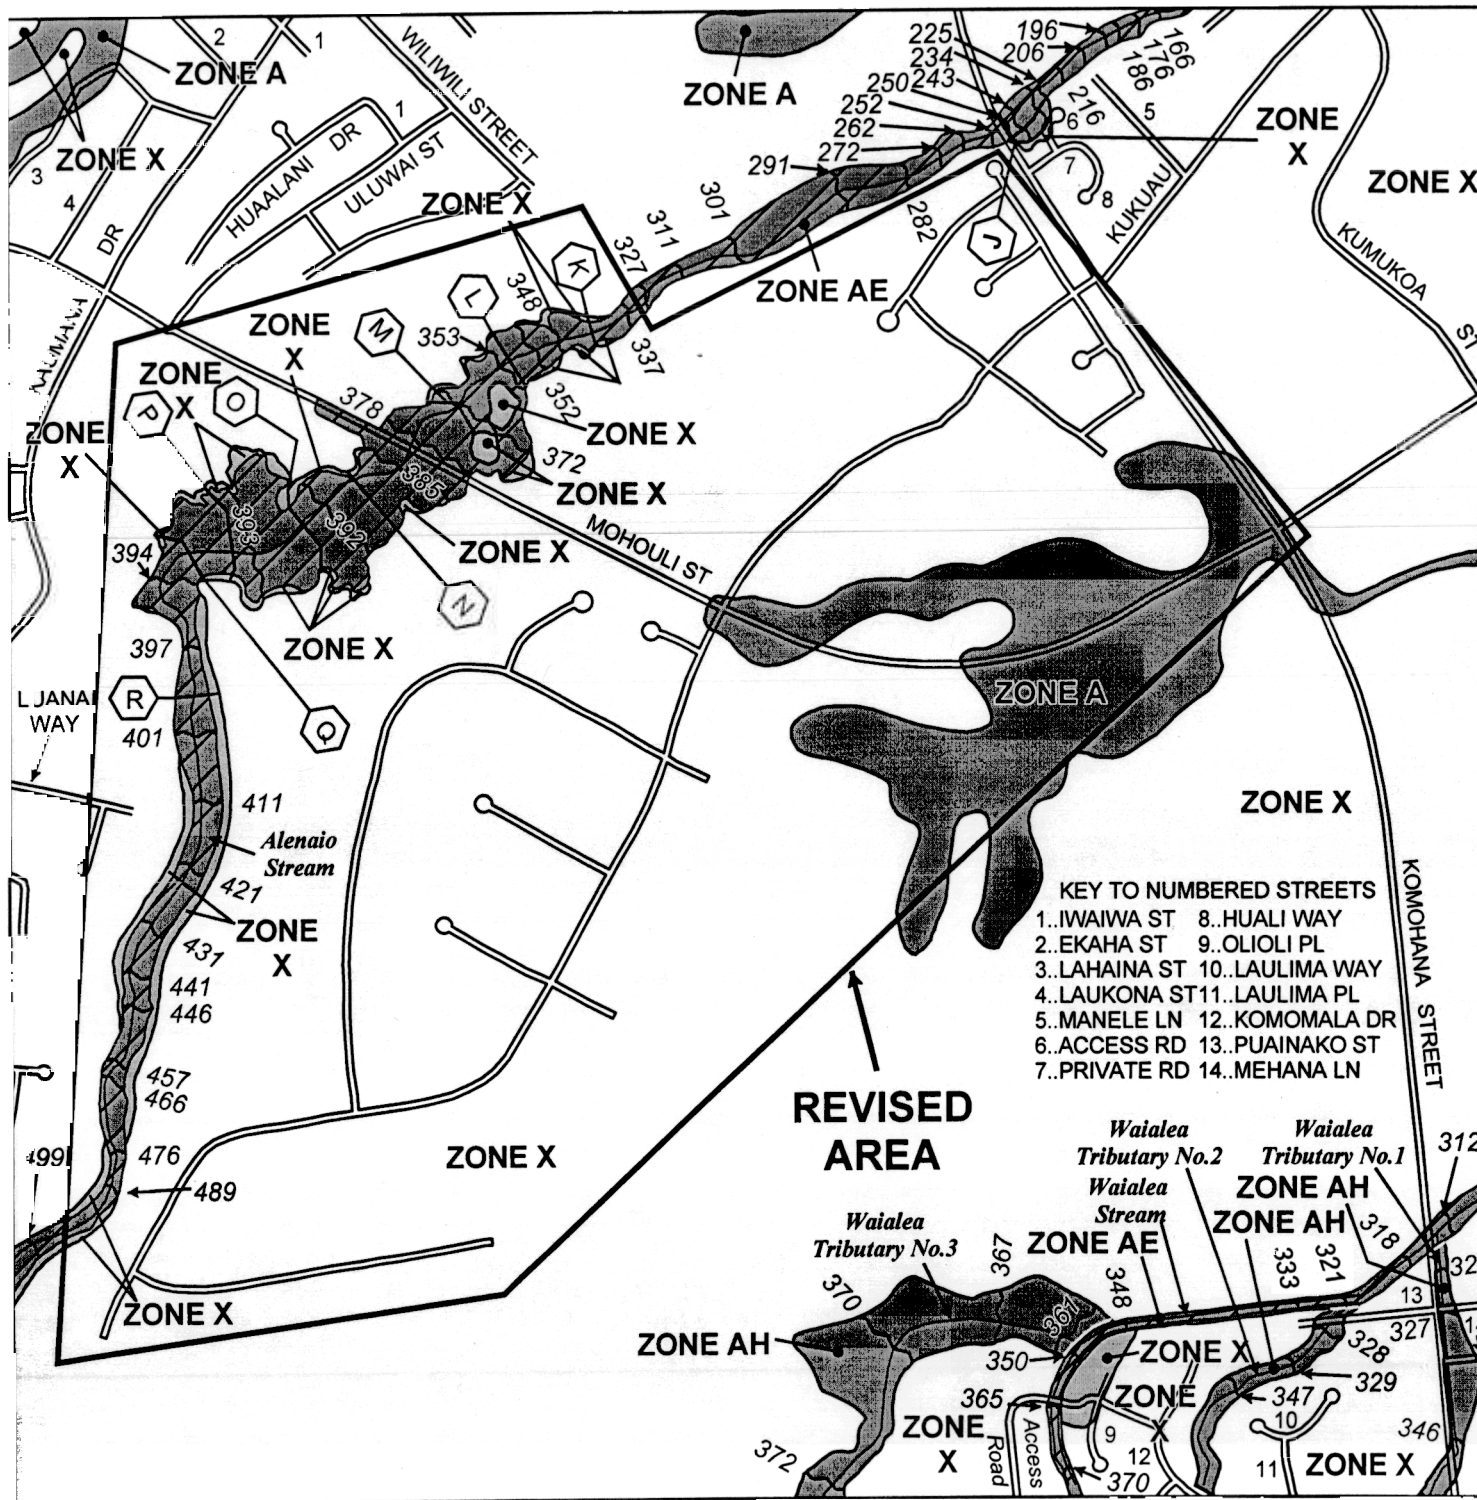 2
1
ZONE A
WILIWILI STREET
ZONE A
225
234
250
243
252
262
272
291
196
206
166
176
186
216
5
6
7
8
ZONE
X
ZONE X
ZONE X
3
4
HUAALANI DR
1
ULUWAI ST
ZONE X
DR
301
311
327
282
J
KUKUAU
KUMUKOA
ST
ZONE AE
K
L
348
M
353
337
352
ZONE
X
ZONE
X
O
P
378
ZONE
X
ZONE X
372
ZONE X
385
393
392
394
ZONE X
MOHOULI ST
N
ZONE X
397
R
401
Q
WAY
ZONE A
411
Alenaio
Stream
421
ZONE
X
431
441
446
457
466
476
489
499
ZONE X
ZONE X
ZONE X
KEY TO NUMBERED STREETS
1..IWAIWA ST 8..HUALI WAY
2..EKAHA ST 9..OLIOLI PL
3..LAHAINA ST 10..LAULIMA WAY
4..LAUKONA ST 11..LAULIMA PL
5..MANELE LN 12..KOMOMALA DR
6..ACCESS RD 13..PUAINAKO ST
7..PRIVATE RD 14..MEHANA LN
KOMOHANA STREET
REVISED
AREA
Waialea
Tributary No.2
Waialea
Tributary No.1
312
Waialea
Stream
ZONE AH
ZONE AH
Waialea
Tributary No.3
367
ZONE AE
348
333
321
318
370
361
13
327
ZONE AH
350
ZONE X
328
329
365
ZONE
X
347
10
ZONE
X
Access
Road
9
12
370
372
11
ZONE X
346